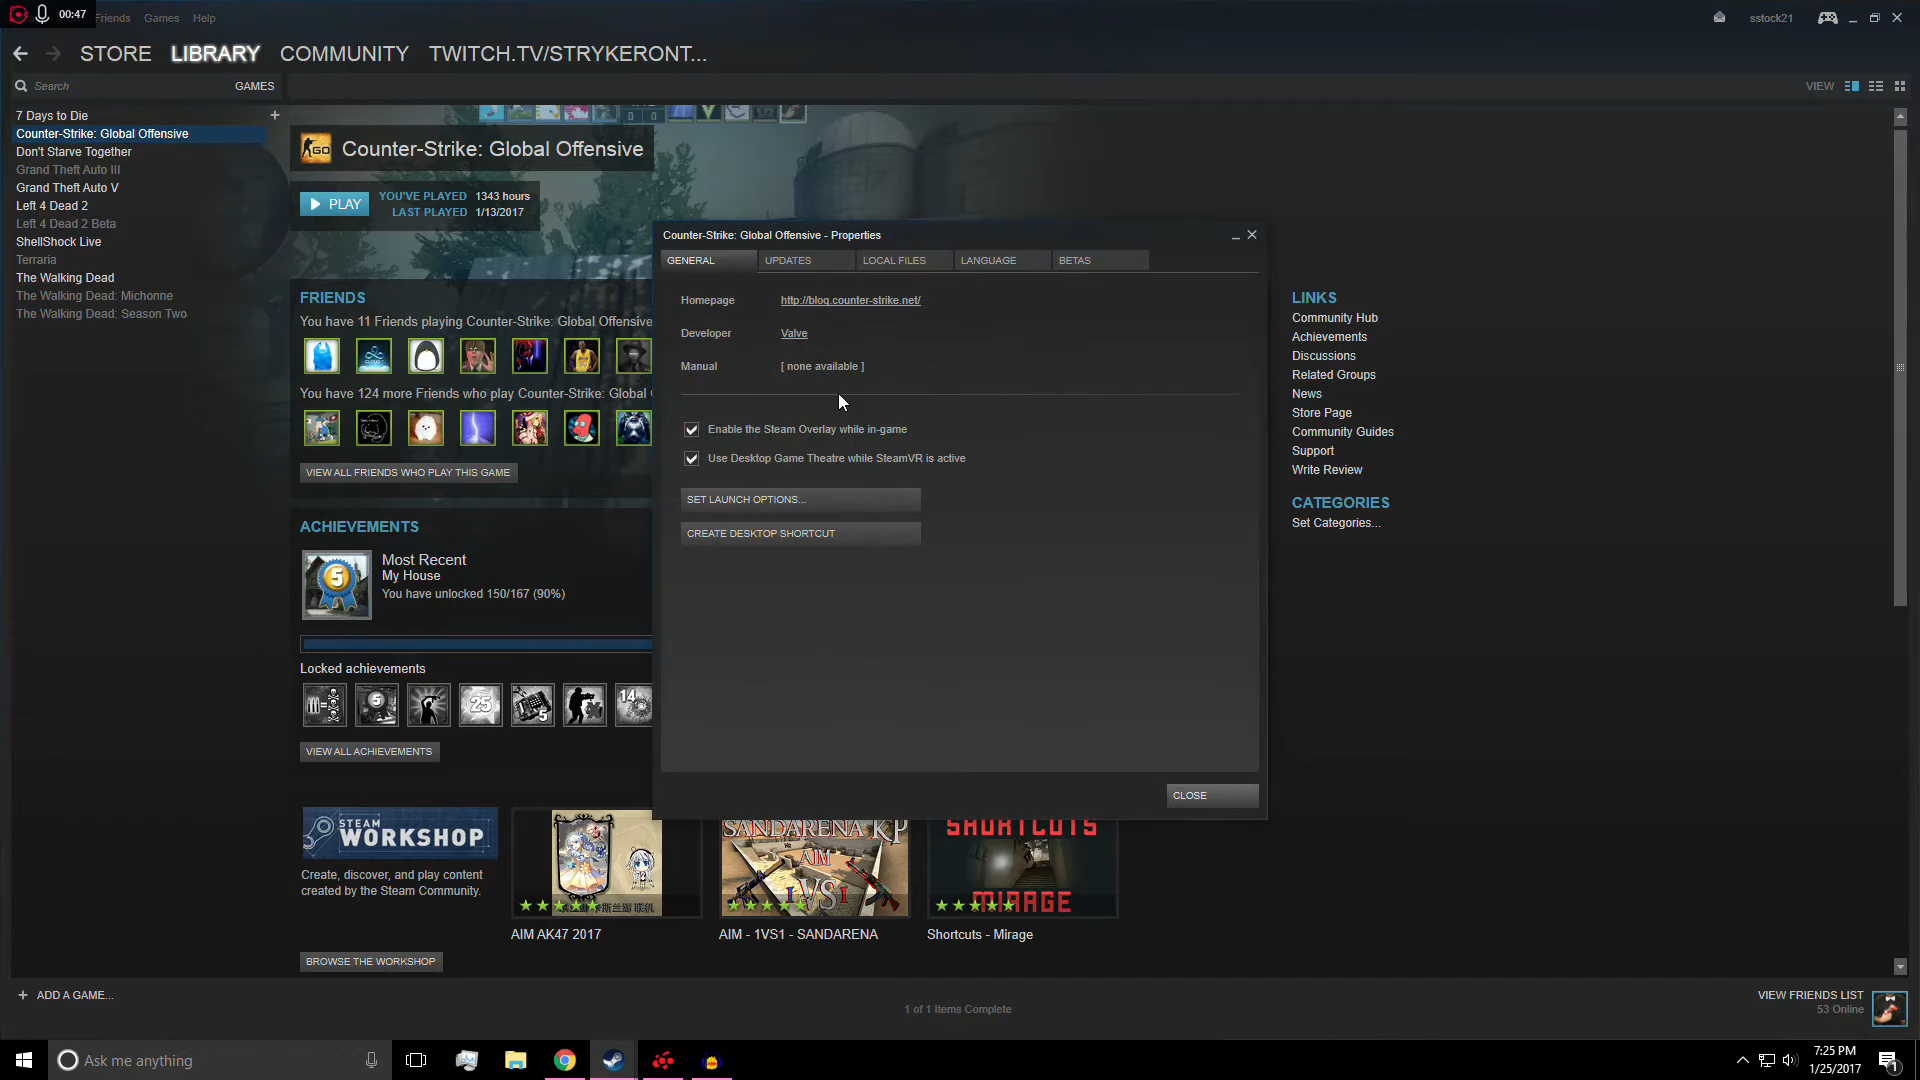 00:47
Friends
Games
Help
sstock21
STORE
LIBRARY
COMMUNITY
TWITCH.TV/STRYKERONT...
Search
GAMES
VIEW
7 Days to Die
Counter-Strike: Global Offensive
Don't Starve Together
Grand Theft Auto III
Grand Theft Auto V
Left 4 Dead 2
Left 4 Dead 2 Beta
ShellShock Live
Terraria
The Walking Dead
The Walking Dead: Michonne
The Walking Dead: Season Two
GO
Counter-Strike: Global Offensive
PLAY
YOU'VE PLAYED 1343 hours
LAST PLAYED 1/13/2017
FRIENDS
You have 11 Friends playing Counter-Strike: Global Offensive
You have 124 more Friends who play Counter-Strike: Global
VIEW ALL FRIENDS WHO PLAY THIS GAME
ACHIEVEMENTS
5
Most Recent
My House
You have unlocked 150/167 (90%)
Locked achievements
5
25
5
14
VIEW ALL ACHIEVEMENTS
STEAM
WORKSHOP
Create, discover, and play content
created by the Steam Community.
BROWSE THE WORKSHOP
AIM AK47 2017
SANDARENA KP
AIM
1VS1
AIM - 1VS1 - SANDARENA
SHORTCUTS
MIRAGE
Shortcuts - Mirage
Counter-Strike: Global Offensive - Properties
GENERAL
UPDATES
LOCAL FILES
LANGUAGE
BETAS
Homepage
http://blog.counter-strike.net/
Developer
Valve
Manual
[ none available ]
Enable the Steam Overlay while in-game
Use Desktop Game Theatre while SteamVR is active
SET LAUNCH OPTIONS...
CREATE DESKTOP SHORTCUT
CLOSE
LINKS
Community Hub
Achievements
Discussions
Related Groups
News
Store Page
Community Guides
Support
Write Review
CATEGORIES
Set Categories...
ADD A GAME...
1 of 1 Items Complete
VIEW FRIENDS LIST
53 Online
Ask me anything
7:25 PM
1/25/2017
1